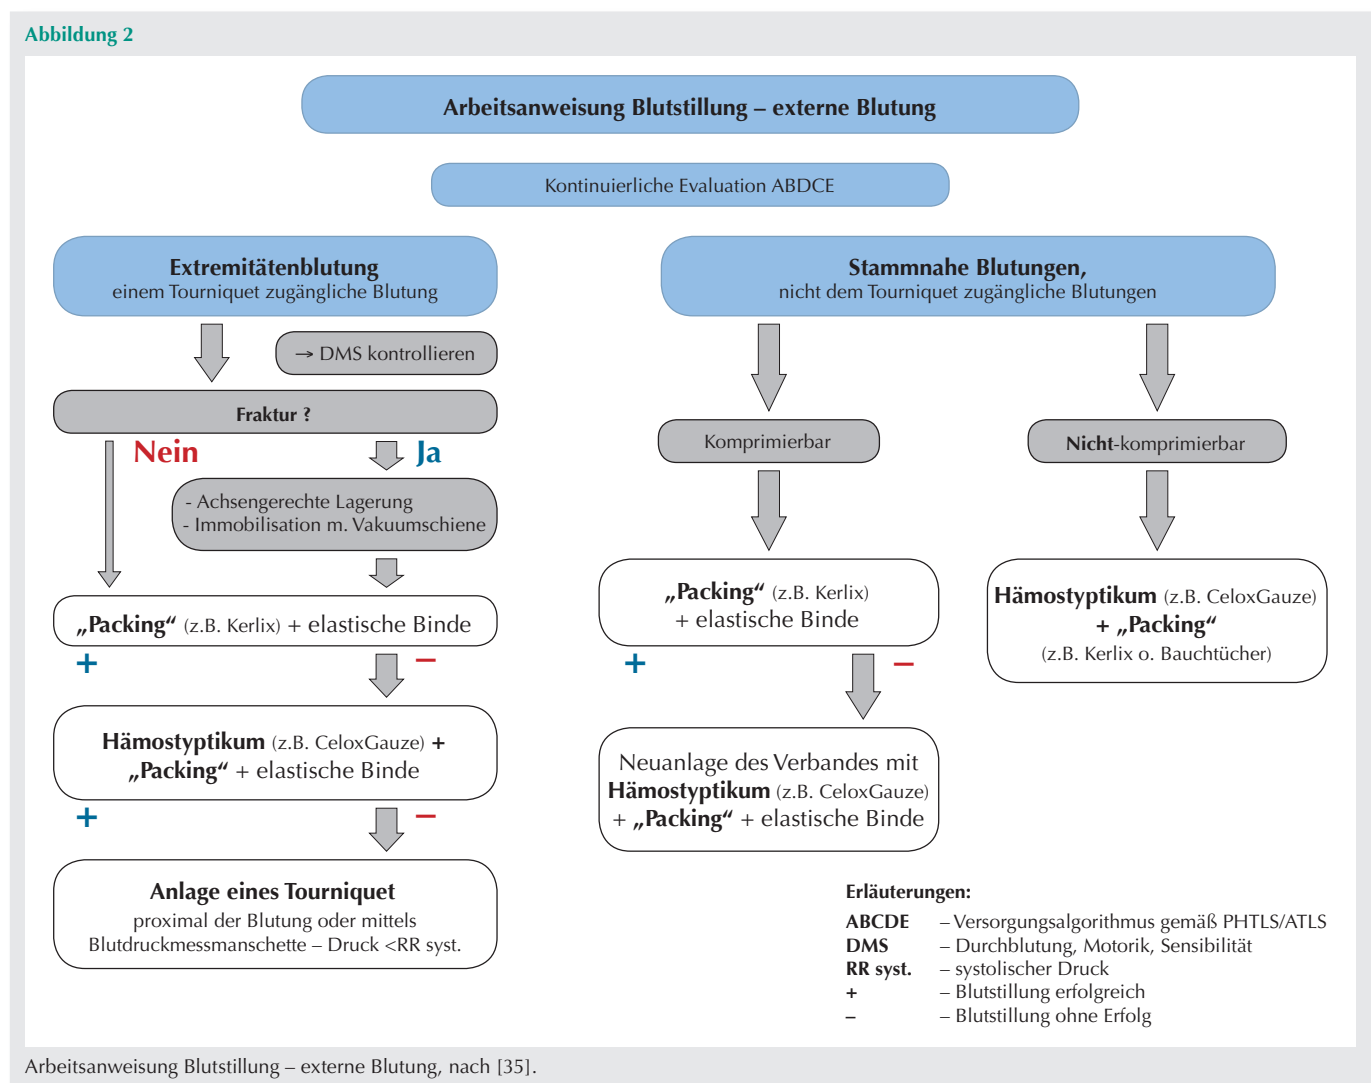 Abbildung 2
Arbeitsanweisung Blutstillung – externe Blutung
Kontinuierliche Evaluation ABDCE
Extremitätenblutung
einem Tourniquet zugängliche Blutung
→ DMS kontrollieren
Fraktur ?
Nein
Ja
- Achsengerechte Lagerung
- Immobilisation m. Vakuumschiene
„Packing“ (z.B. Kerlix) + elastische Binde
+
–
Hämostyptikum (z.B. CeloxGauze) +
„Packing“ + elastische Binde
+
–
Anlage eines Tourniquet
proximal der Blutung oder mittels
Blutdruckmessmanschette – Druck <RR syst.
Stammnahe Blutungen,
nicht dem Tourniquet zugängliche Blutungen
Komprimierbar
„Packing“ (z.B. Kerlix)
+ elastische Binde
+
–
Neuanlage des Verbandes mit
Hämostyptikum (z.B. CeloxGauze)
+ „Packing“ + elastische Binde
Nicht-komprimierbar
Hämostyptikum (z.B. CeloxGauze)
+ „Packing“
(z.B. Kerlix o. Bauchtücher)
Erläuterungen:
ABCDE – Versorgungsalgorithmus gemäß PHTLS/ATLS
DMS – Durchblutung, Motorik, Sensibilität
RR syst. – systolischer Druck
+ – Blutstillung erfolgreich
– – Blutstillung ohne Erfolg
Arbeitsanweisung Blutstillung – externe Blutung, nach [35].